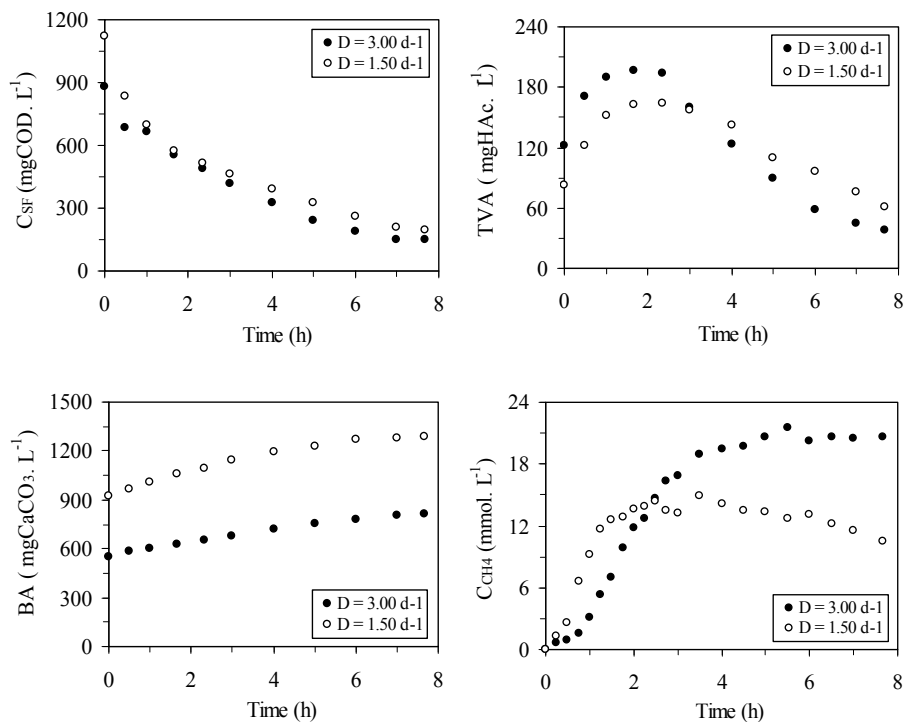 1200
900
600
300
0
0 2 4 6 8
CSF (mgCOD. L-1)
Time (h)
D = 3.00 d-1
D = 1.50 d-1
240
180
120
60
0
0 2 4 6 8
TVA ( mgHAc. L-1)
Time (h)
D = 3.00 d-1
D = 1.50 d-1
1500
1200
900
600
300
0
0 2 4 6 8
BA ( mgCaCO3. L-1)
Time (h)
D = 3.00 d-1
D = 1.50 d-1
24
18
12
6
0
0 2 4 6 8
CCH4 (mmol. L-1)
Time (h)
D = 3.00 d-1
D = 1.50 d-1